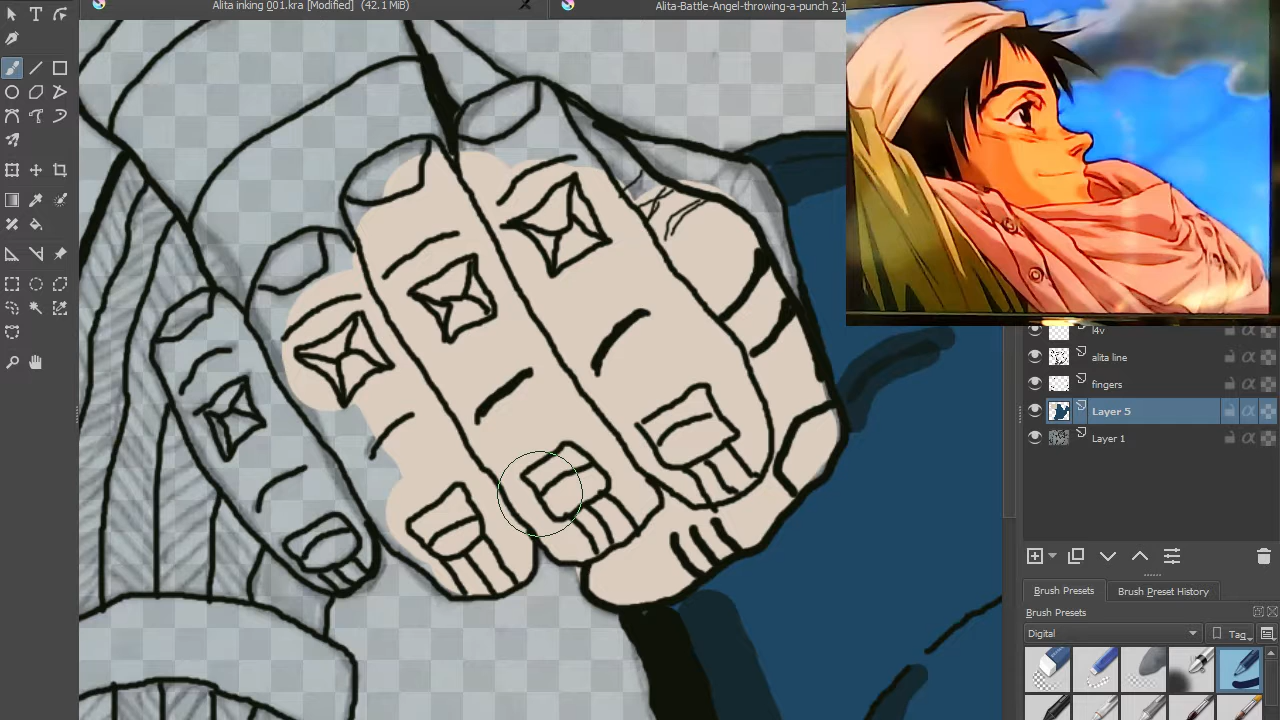 Alita inking 001.kra [Modified] (42.1 MiB)
Alita-Battle-Angel-throwing-a-punch 2.j
l4v
alita line
fingers
Layer 5
Layer 1
Brush Presets
Brush Preset History
Brush Presets
Digital
Tag